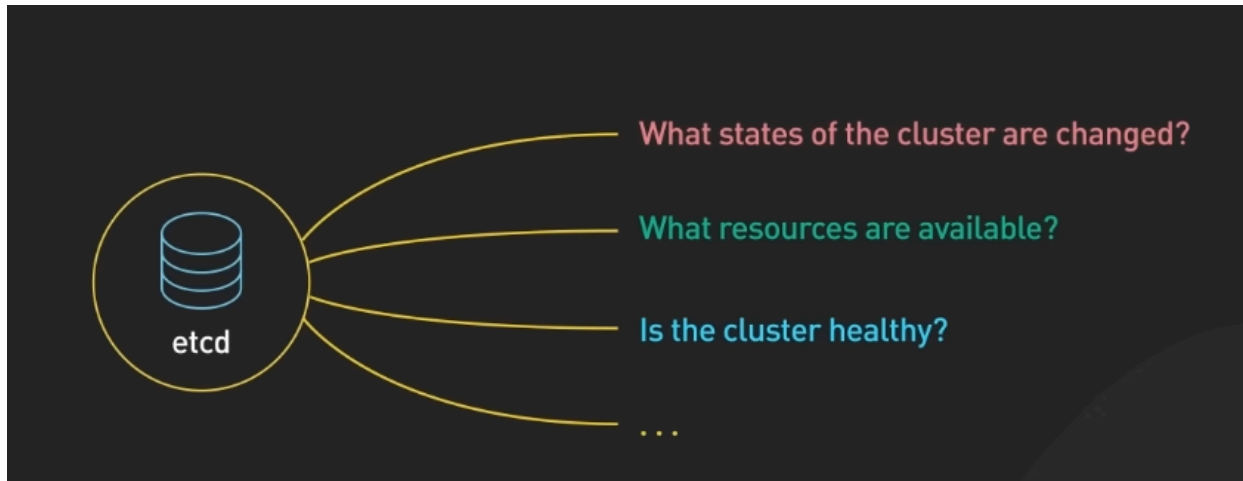 What states of the cluster are changed?
What resources are available?
Is the cluster healthy?
etcd
...